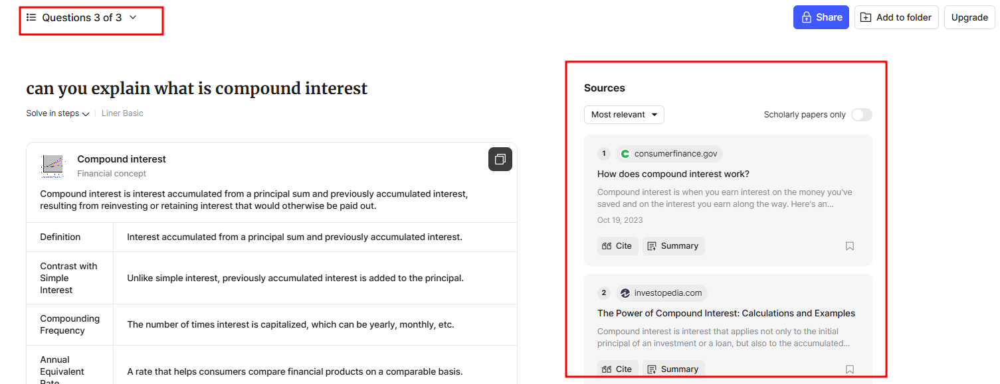 Questions 3 of 3
Share
Add to folder
Upgrade
can you explain what is compound interest
Solve in steps
Liner Basic
Compound interest
Financial concept
Compound interest is interest accumulated from a principal sum and previously accumulated interest,
resulting from reinvesting or retaining interest that would otherwise be paid out.
Definition
Interest accumulated from a principal sum and previously accumulated interest.
Contrast with
Simple
Interest
Unlike simple interest, previously accumulated interest is added to the principal.
Compounding
Frequency
The number of times interest is capitalized, which can be yearly, monthly, etc.
Annual
Equivalent
Rate
A rate that helps consumers compare financial products on a comparable basis.
Sources
Most relevant
Scholarly papers only
1
consumerfinance.gov
How does compound interest work?
Compound interest is when you earn interest on the money you've
saved and on the interest you earn along the way. Here's an...
Oct 19, 2023
Cite
Summary
2
investopedia.com
The Power of Compound Interest: Calculations and Examples
Compound interest is interest that applies not only to the initial
principal of an investment or a loan, but also to the accumulated...
Cite
Summary